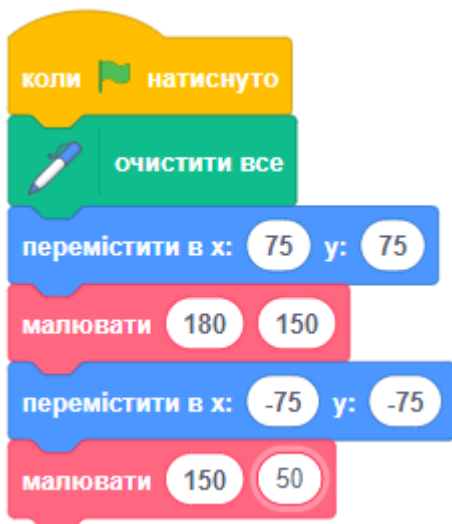 коли натиснуто
очистити все
перемістити в x: 75 y: 75
малювати 180 150
перемістити в x: -75 y: -75
малювати 150 50